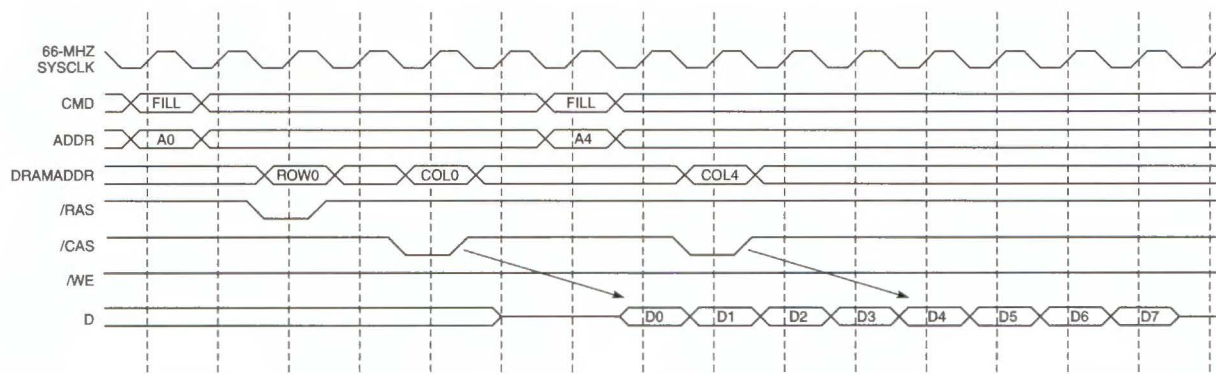 66-MHZ
SYSCLK
CMD FILL FILL
ADDR A0 A4
DRAMADDR ROW0 COL0 COL4
/RAS
/CAS
/WE
D D0 D1 D2 D3 D4 D5 D6 D7